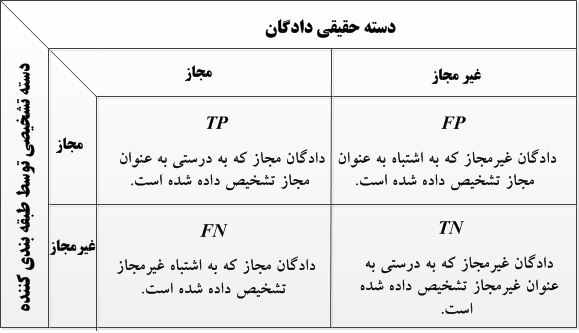 دسته حقیقی دادگان
دسته تشخیصی توسط طبقه بندی کننده
مجاز
غیر مجاز
مجاز
TP
دادگان مجاز که به درستی به عنوان
مجاز تشخیص داده شده است.
FP
دادگان غیرمجاز که به اشتباه به عنوان
مجاز تشخیص داده شده است.
غیرمجاز
FN
دادگان مجاز که به اشتباه غیرمجاز
تشخیص داده شده است.
TN
دادگان غیرمجاز که به درستی به
عنوان غیرمجاز تشخیص داده شده
است.